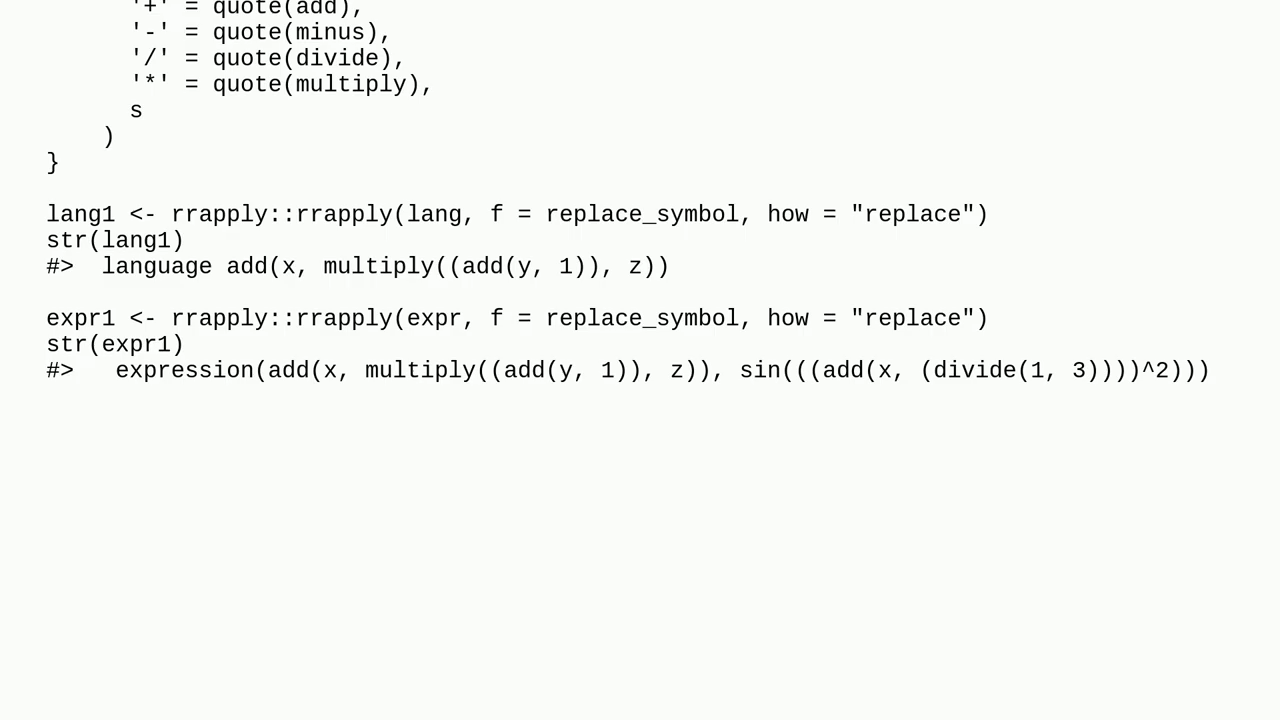 '+' = quote(add),
'-' = quote(minus),
'/' = quote(divide),
'*' = quote(multiply),
s
)
}
lang1 <- rrapply::rrapply(lang, f = replace_symbol, how = "replace")
str(lang1)
#>  language add(x, multiply((add(y, 1)), z))
expr1 <- rrapply::rrapply(expr, f = replace_symbol, how = "replace")
str(expr1)
#>   expression(add(x, multiply((add(y, 1)), z)), sin(((add(x, (divide(1, 3))))^2)))